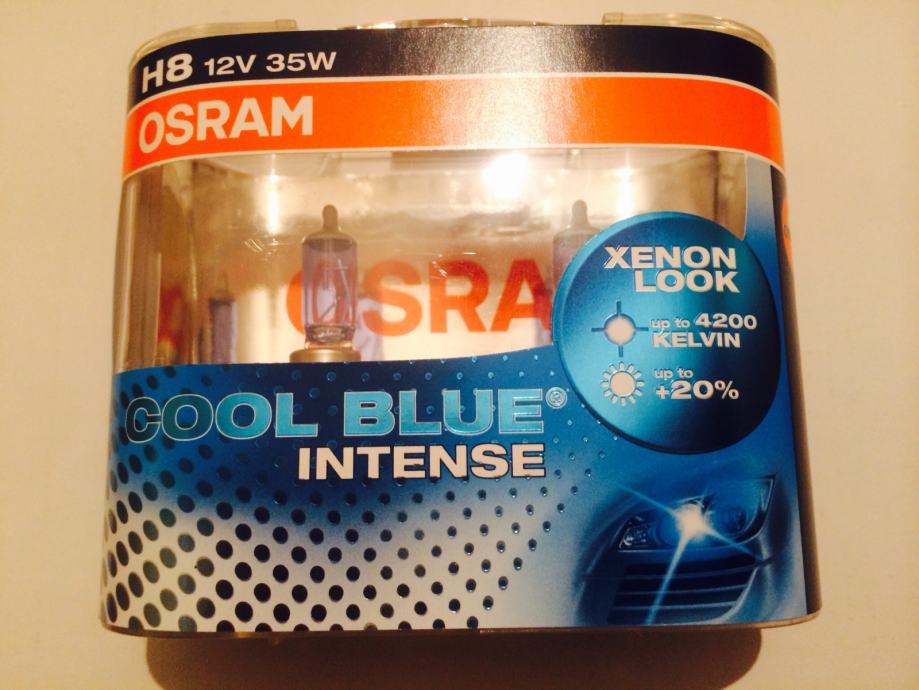 H8 12V 35W
OSRAM
OSRA
XENON
LOOK
up to 4200
KELVIN
up to
+20%
COOL BLUE®
INTENSE